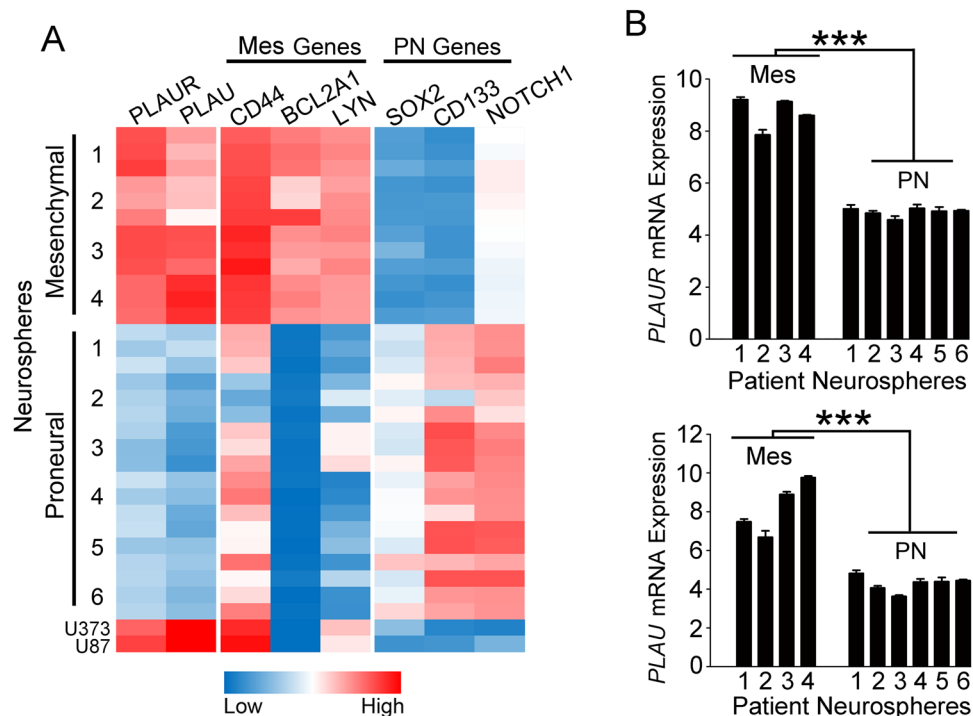 A
Mes Genes
PN Genes
PLAUR
PLAU
CD44
BCL2A1
LYN
SOX2
CD133
NOTCH1
Neurospheres
Mesenchymal
1
2
3
4
Proneural
1
2
3
4
5
6
U373
U87
Low
High
B
***
Mes
PN
PLAUR mRNA Expression
10
8
6
4
2
0
1 2 3 4 1 2 3 4 5 6
Patient Neurospheres
***
Mes
PN
PLAU mRNA Expression
12
10
8
6
4
2
0
1 2 3 4 1 2 3 4 5 6
Patient Neurospheres